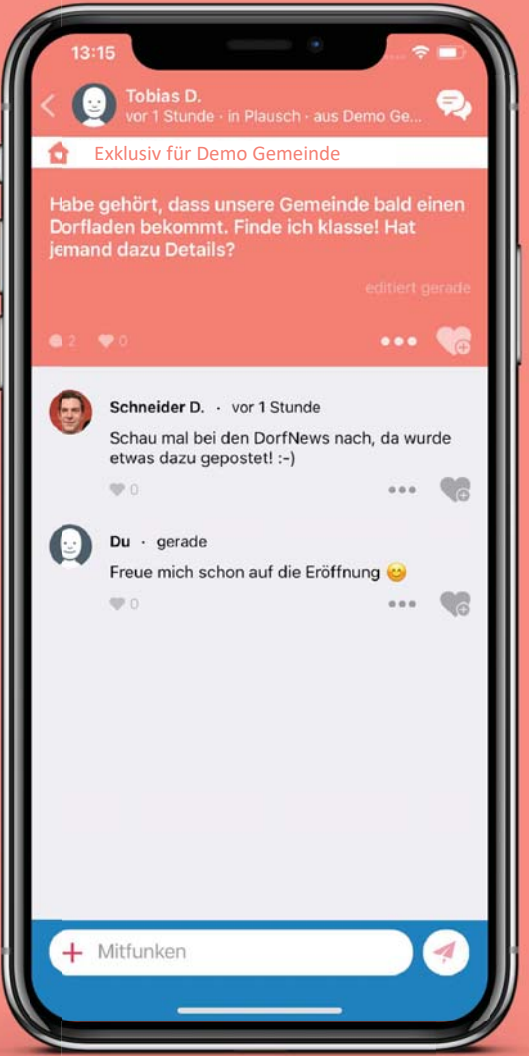 13:15
Tobias D.
vor 1 Stunde · in Plausch · aus Demo Ge...
Exklusiv für Demo Gemeinde
Habe gehört, dass unsere Gemeinde bald einen
Dorfladen bekommt. Finde ich klasse! Hat
jemand dazu Details?
editiert gerade
2 0
Schneider D. · vor 1 Stunde
Schau mal bei den DorfNews nach, da wurde
etwas dazu gepostet! :-)
0
Du · gerade
Freue mich schon auf die Eröffnung 😊
0
Mitfunken